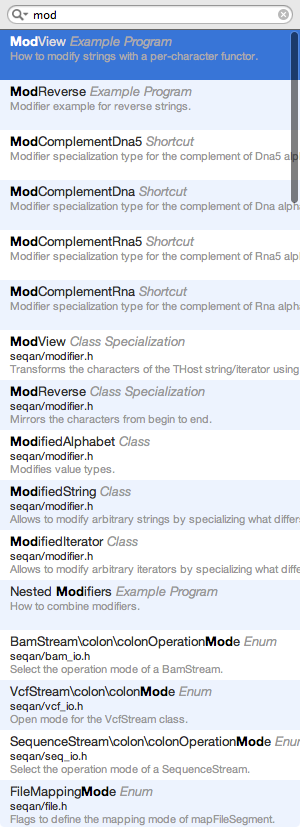 mod
ModView Example Program
How to modify strings with a per-character functor.
ModReverse Example Program
Modifier example for reverse strings.
ModComplementDna5 Shortcut
Modifier specialization type for the complement of Dna5 alp
ModComplementDna Shortcut
Modifier specialization type for the complement of Dna alpha
ModComplementRna5 Shortcut
Modifier specialization type for the complement of Rna5 alp
ModComplementRna Shortcut
Modifier specialization type for the complement of Rna alph
ModView Class Specialization
seqan/modifier.h
Transforms the characters of the THost string/iterator using
ModReverse Class Specialization
seqan/modifier.h
Mirrors the characters from begin to end.
ModifiedAlphabet Class
seqan/modifier.h
Modifies value types.
ModifiedString Class
seqan/modifier.h
Allows to modify arbitrary strings by specializing what differ
ModifiedIterator Class
seqan/modifier.h
Allows to modify arbitrary iterators by specializing what diffe
Nested Modifiers Example Program
How to combine modifiers.
BamStream\colon\colonOperationMode Enum
seqan/bam_io.h
Select the operation mode of a BamStream.
VcfStream\colon\colonMode Enum
seqan/vcf_io.h
Open mode for the VcfStream class.
SequenceStream\colon\colonOperationMode Enum
seqan/seq_io.h
Select the operation mode of a SequenceStream.
FileMappingMode Enum
seqan/file.h
Flags to define the mapping mode of mapFileSegment.